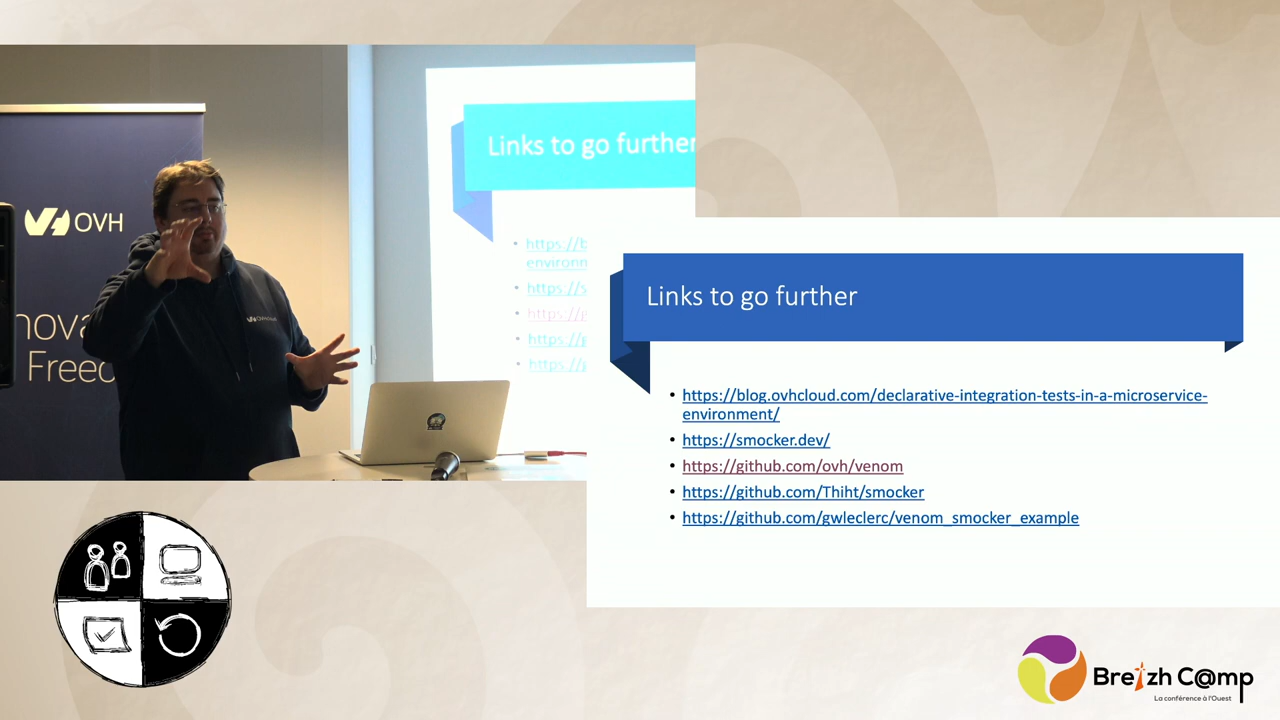 Links to go further
OVH
nova
Freed
https://b
environm
https://s
https://g
https://g
https://g
Links to go further
• https://blog.ovhcloud.com/declarative-integration-tests-in-a-microservice-
environment/
• https://smocker.dev/
• https://github.com/ovh/venom
• https://github.com/Thiht/smocker
• https://github.com/gwleclerc/venom_smocker_example
Breizh C@mp
La conférence à l'Ouest